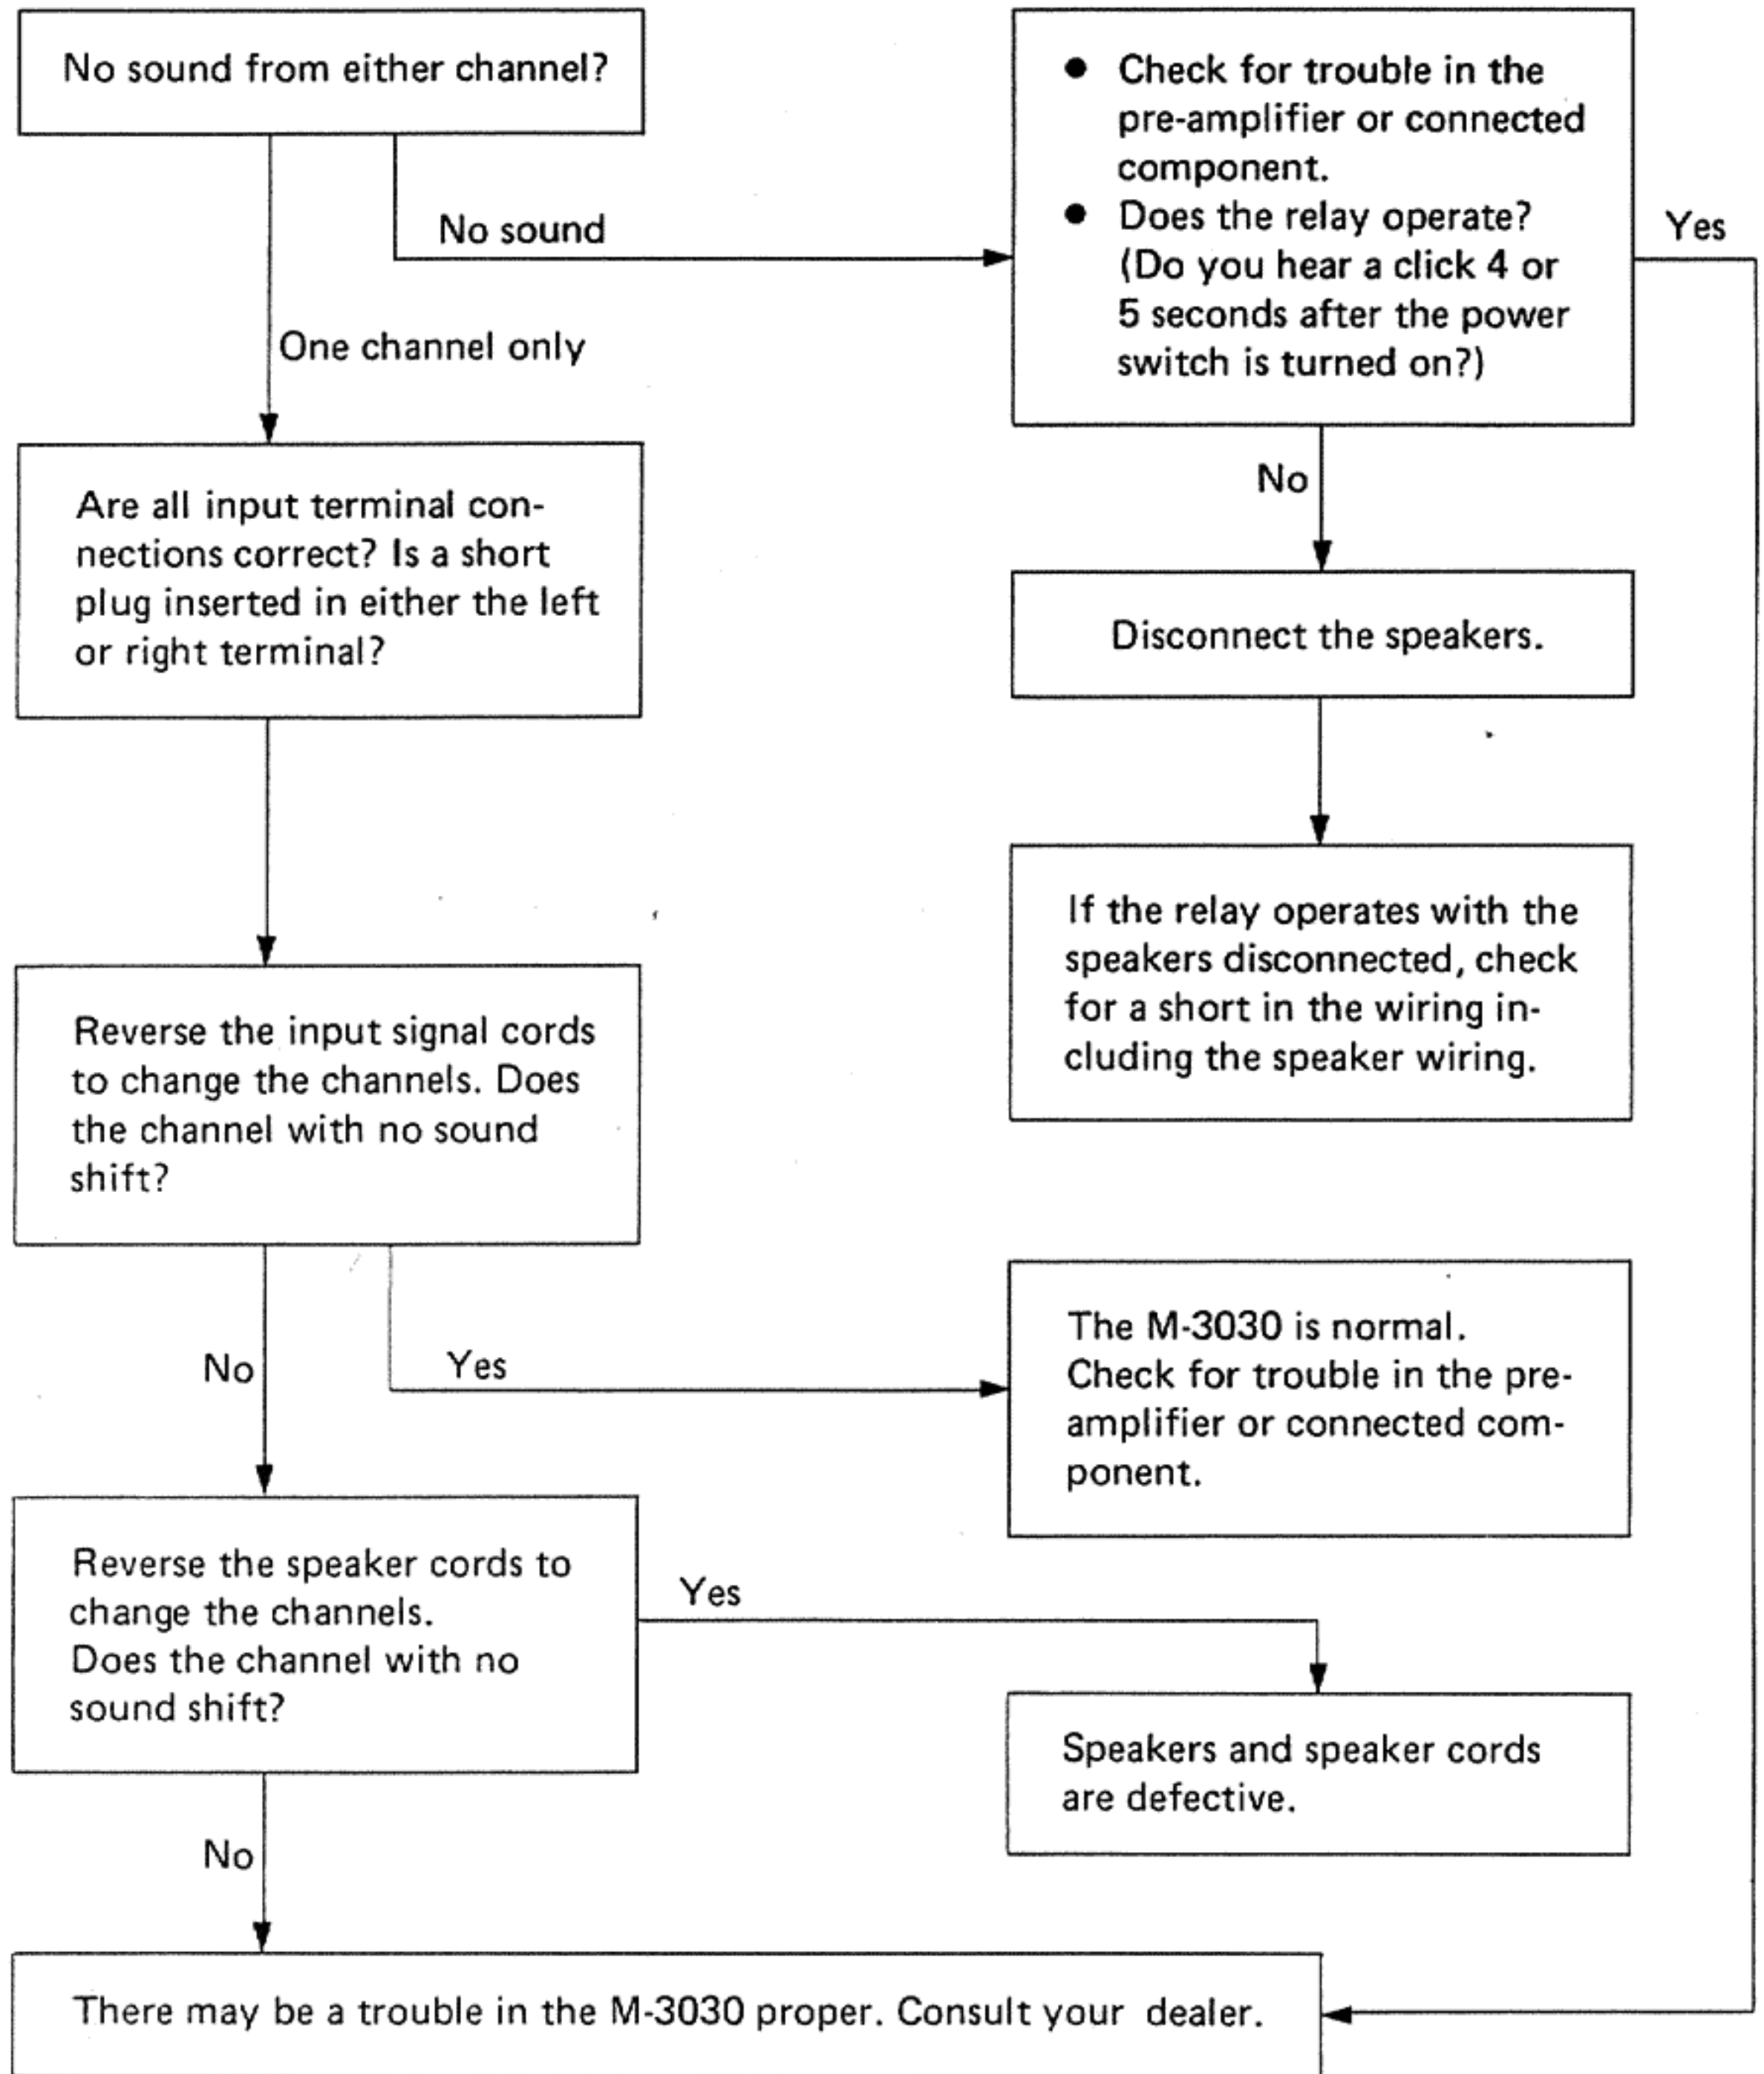 No sound from either channel?
No sound
One channel only
● Check for trouble in the
pre-amplifier or connected
component.
● Does the relay operate?
(Do you hear a click 4 or
5 seconds after the power
switch is turned on?)
Yes
No
Are all input terminal con-
nections correct? Is a short
plug inserted in either the left
or right terminal?
Disconnect the speakers.
If the relay operates with the
speakers disconnected, check
for a short in the wiring in-
cluding the speaker wiring.
Reverse the input signal cords
to change the channels. Does
the channel with no sound
shift?
No
Yes
The M-3030 is normal.
Check for trouble in the pre-
amplifier or connected com-
ponent.
Reverse the speaker cords to
change the channels.
Does the channel with no
sound shift?
Yes
Speakers and speaker cords
are defective.
No
There may be a trouble in the M-3030 proper. Consult your dealer.